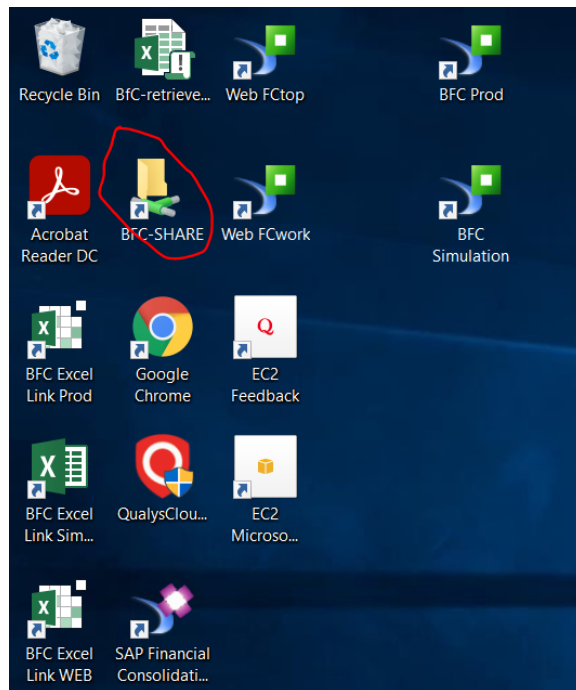 Recycle Bin
BfC-retrieve...
Web FCtop
BFC Prod
Acrobat
Reader DC
BFC-SHARE
Web FCwork
BFC
Simulation
BFC Excel
Link Prod
Google
Chrome
Q
EC2
Feedback
BFC Excel
Link Sim...
QualysClou...
EC2
Microso...
BFC Excel
Link WEB
SAP Financial
Consolidati...